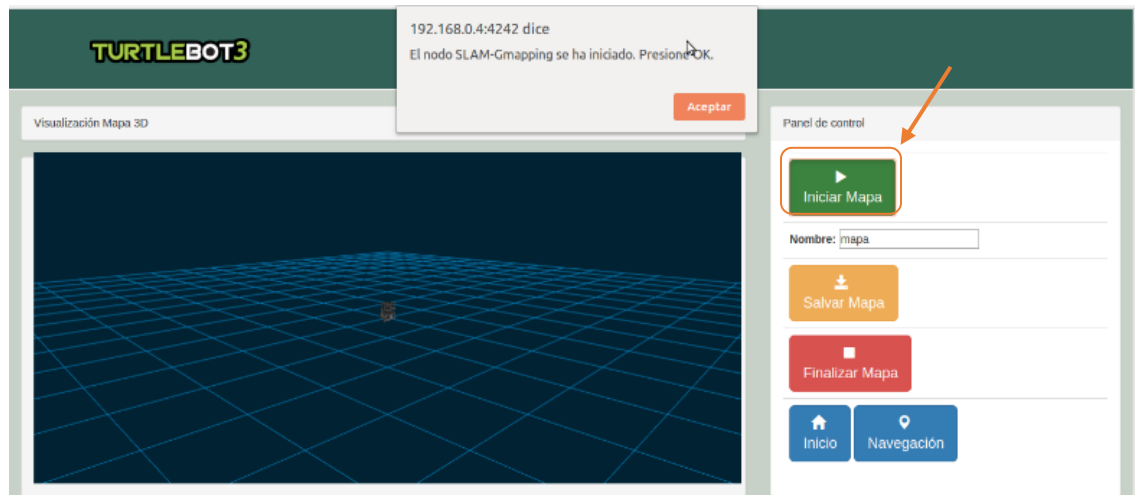 TURTLEBOT3
192.168.0.4:4242 dice
El nodo SLAM-Gmapping se ha iniciado. Presione OK.
Aceptar
Visualización Mapa 3D
Panel de control
Iniciar Mapa
Nombre: mapa
Salvar Mapa
Finalizar Mapa
Inicio
Navegación